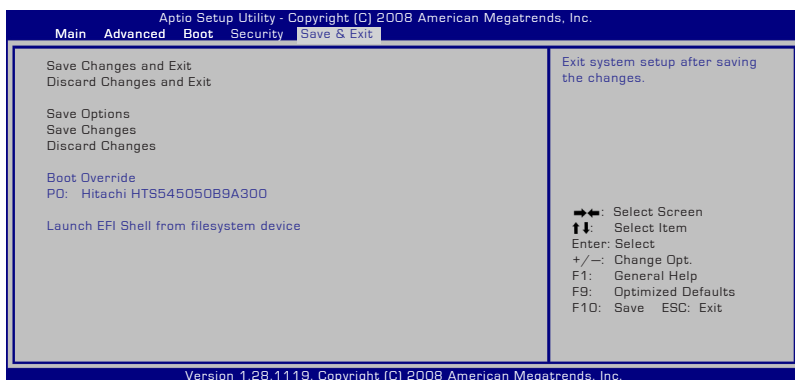 Aptio Setup Utility - Copyright (C) 2008 American Megatrends, Inc.
Main Advanced Boot Security Save & Exit
Save Changes and Exit
Discard Changes and Exit
Save Options
Save Changes
Discard Changes
Boot Override
P0: Hitachi HTS545050B9A300
Launch EFI Shell from filesystem device
Exit system setup after saving
the changes.
→←: Select Screen
↑↓: Select Item
Enter: Select
+/—: Change Opt.
F1: General Help
F9: Optimized Defaults
F10: Save ESC: Exit
Version 1.28.1119. Copyright (C) 2008 American Megatrends, Inc.